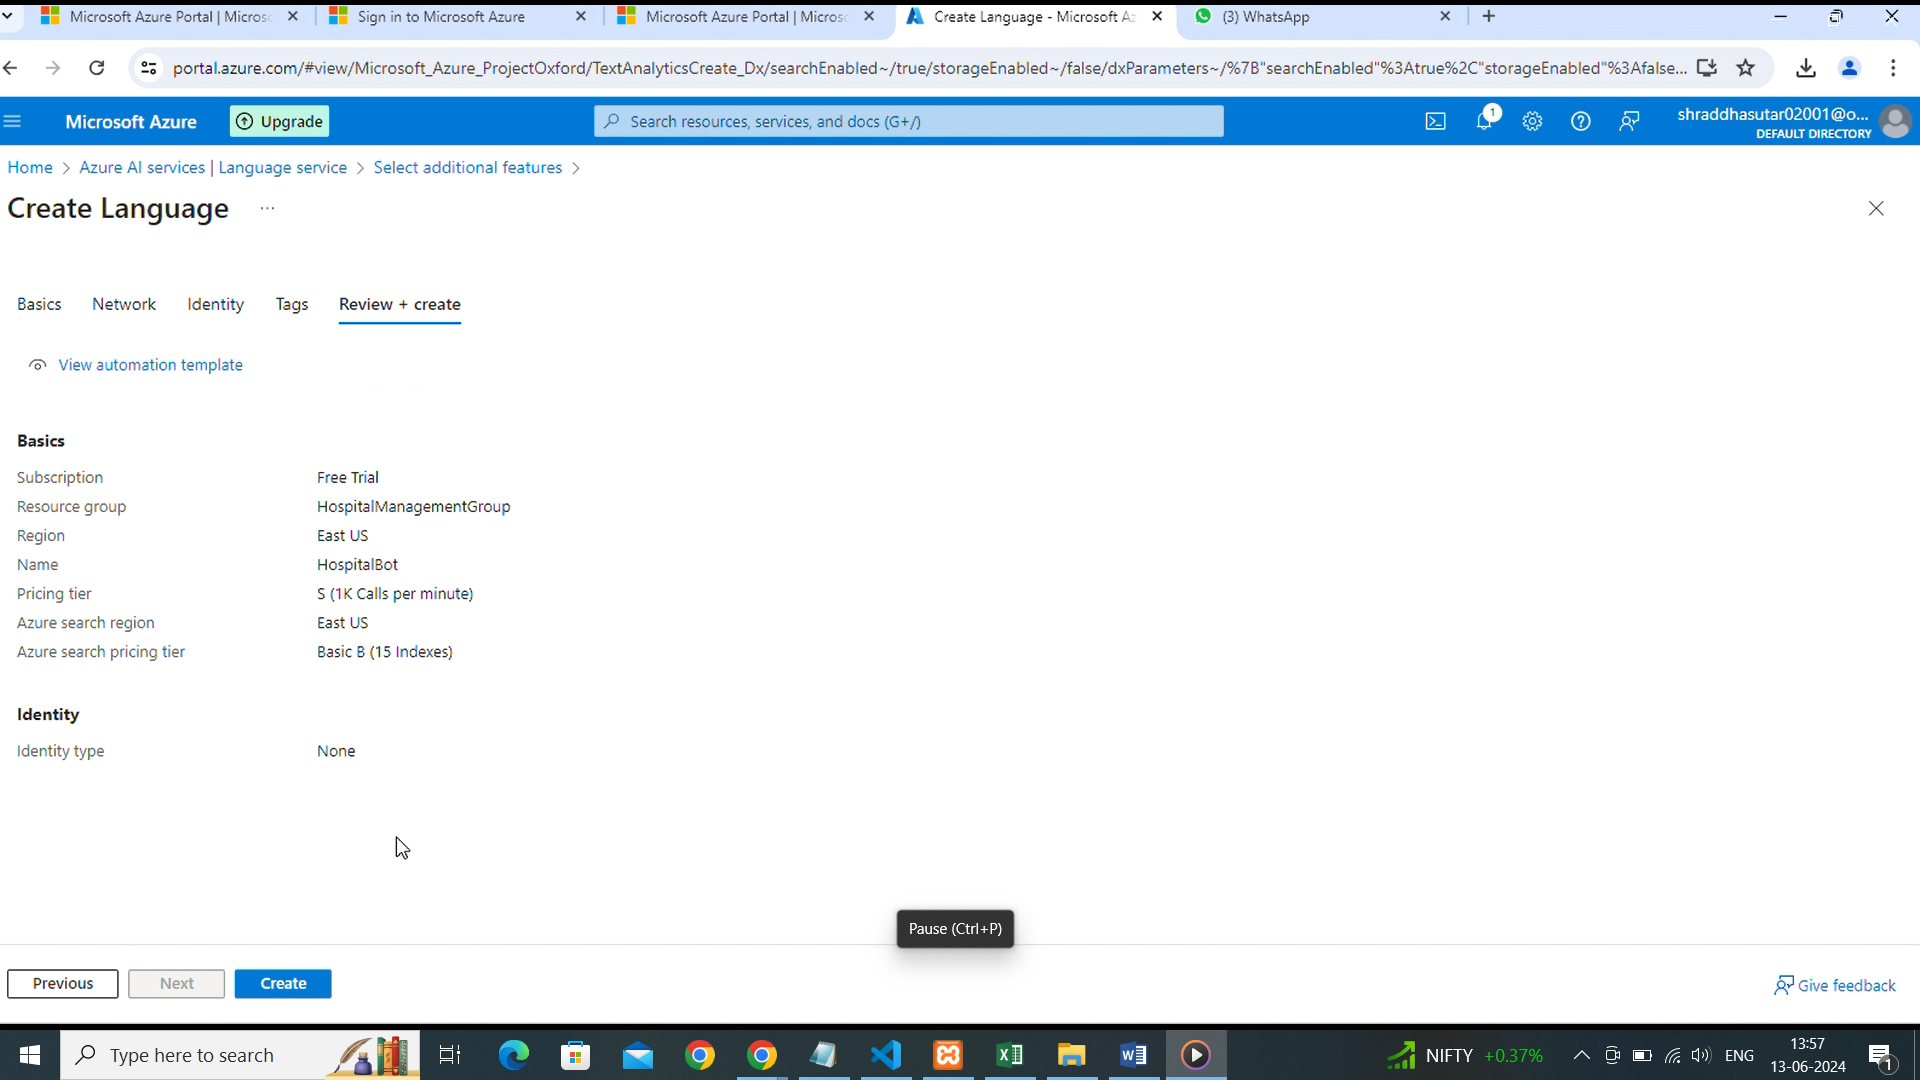 Microsoft Azure Portal | Micros
Sign in to Microsoft Azure
Microsoft Azure Portal | Micros
Create Language - Microsoft Az
(3) WhatsApp
portal.azure.com/#view/Microsoft_Azure_ProjectOxford/TextAnalyticsCreate_Dx/searchEnabled~/true/storageEnabled~/false/dxParameters~/%7B"searchEnabled"%3Atrue%2C"storageEnabled"%3Afalse...
Microsoft Azure
Upgrade
Search resources, services, and docs (G+/)
1
shraddhasutar02001@o...
DEFAULT DIRECTORY
Home > Azure AI services | Language service > Select additional features >
Create Language ...
Basics Network Identity Tags Review + create
View automation template
Basics
Subscription Free Trial
Resource group HospitalManagementGroup
Region East US
Name HospitalBot
Pricing tier S (1K Calls per minute)
Azure search region East US
Azure search pricing tier Basic B (15 Indexes)
Identity
Identity type None
Pause (Ctrl+P)
Previous Next Create
Give feedback
Type here to search
NIFTY +0.37%
ENG
13:57
13-06-2024
1